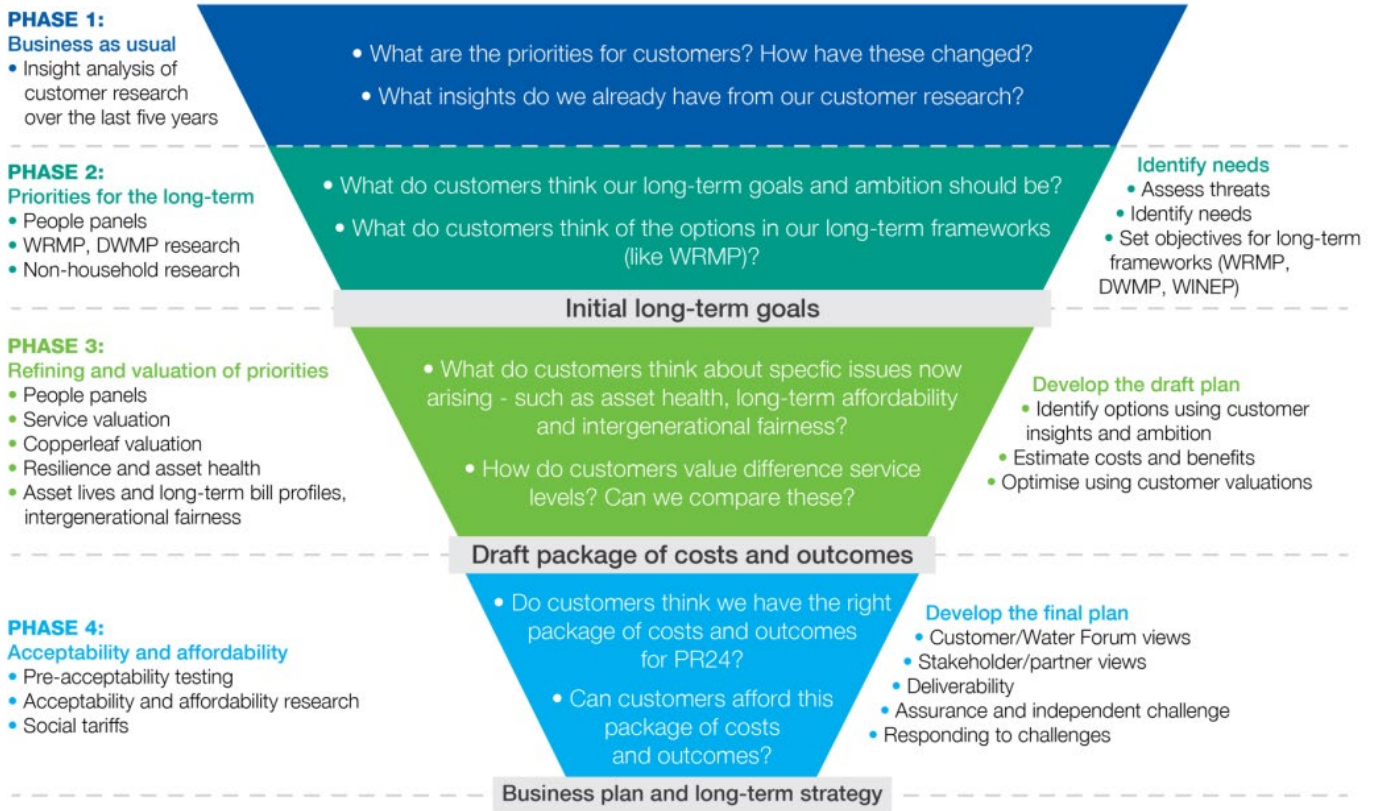 PHASE 1:
Business as usual
• Insight analysis of
customer research
over the last five years
• What are the priorities for customers? How have these changed?
• What insights do we already have from our customer research?
PHASE 2:
Priorities for the long-term
• People panels
• WRMP, DWMP research
• Non-household research
• What do customers think our long-term goals and ambition should be?
• What do customers think of the options in our long-term frameworks
(like WRMP)?
Identify needs
• Assess threats
• Identify needs
• Set objectives for long-term
frameworks (WRMP,
DWMP, WINEP)
Initial long-term goals
PHASE 3:
Refining and valuation of priorities
• People panels
• Service valuation
• Copperleaf valuation
• Resilience and asset health
• Asset lives and long-term bill profiles,
intergenerational fairness
• What do customers think about specfic issues now
arising - such as asset health, long-term affordability
and intergenerational fairness?
• How do customers value difference service
levels? Can we compare these?
Develop the draft plan
• Identify options using customer
insights and ambition
• Estimate costs and benefits
• Optimise using customer valuations
Draft package of costs and outcomes
PHASE 4:
Acceptability and affordability
• Pre-acceptability testing
• Acceptability and affordability research
• Social tariffs
• Do customers think we have the right
package of costs and outcomes
for PR24?
• Can customers afford this
package of costs
and outcomes?
Develop the final plan
• Customer/Water Forum views
• Stakeholder/partner views
• Deliverability
• Assurance and independent challenge
• Responding to challenges
Business plan and long-term strategy